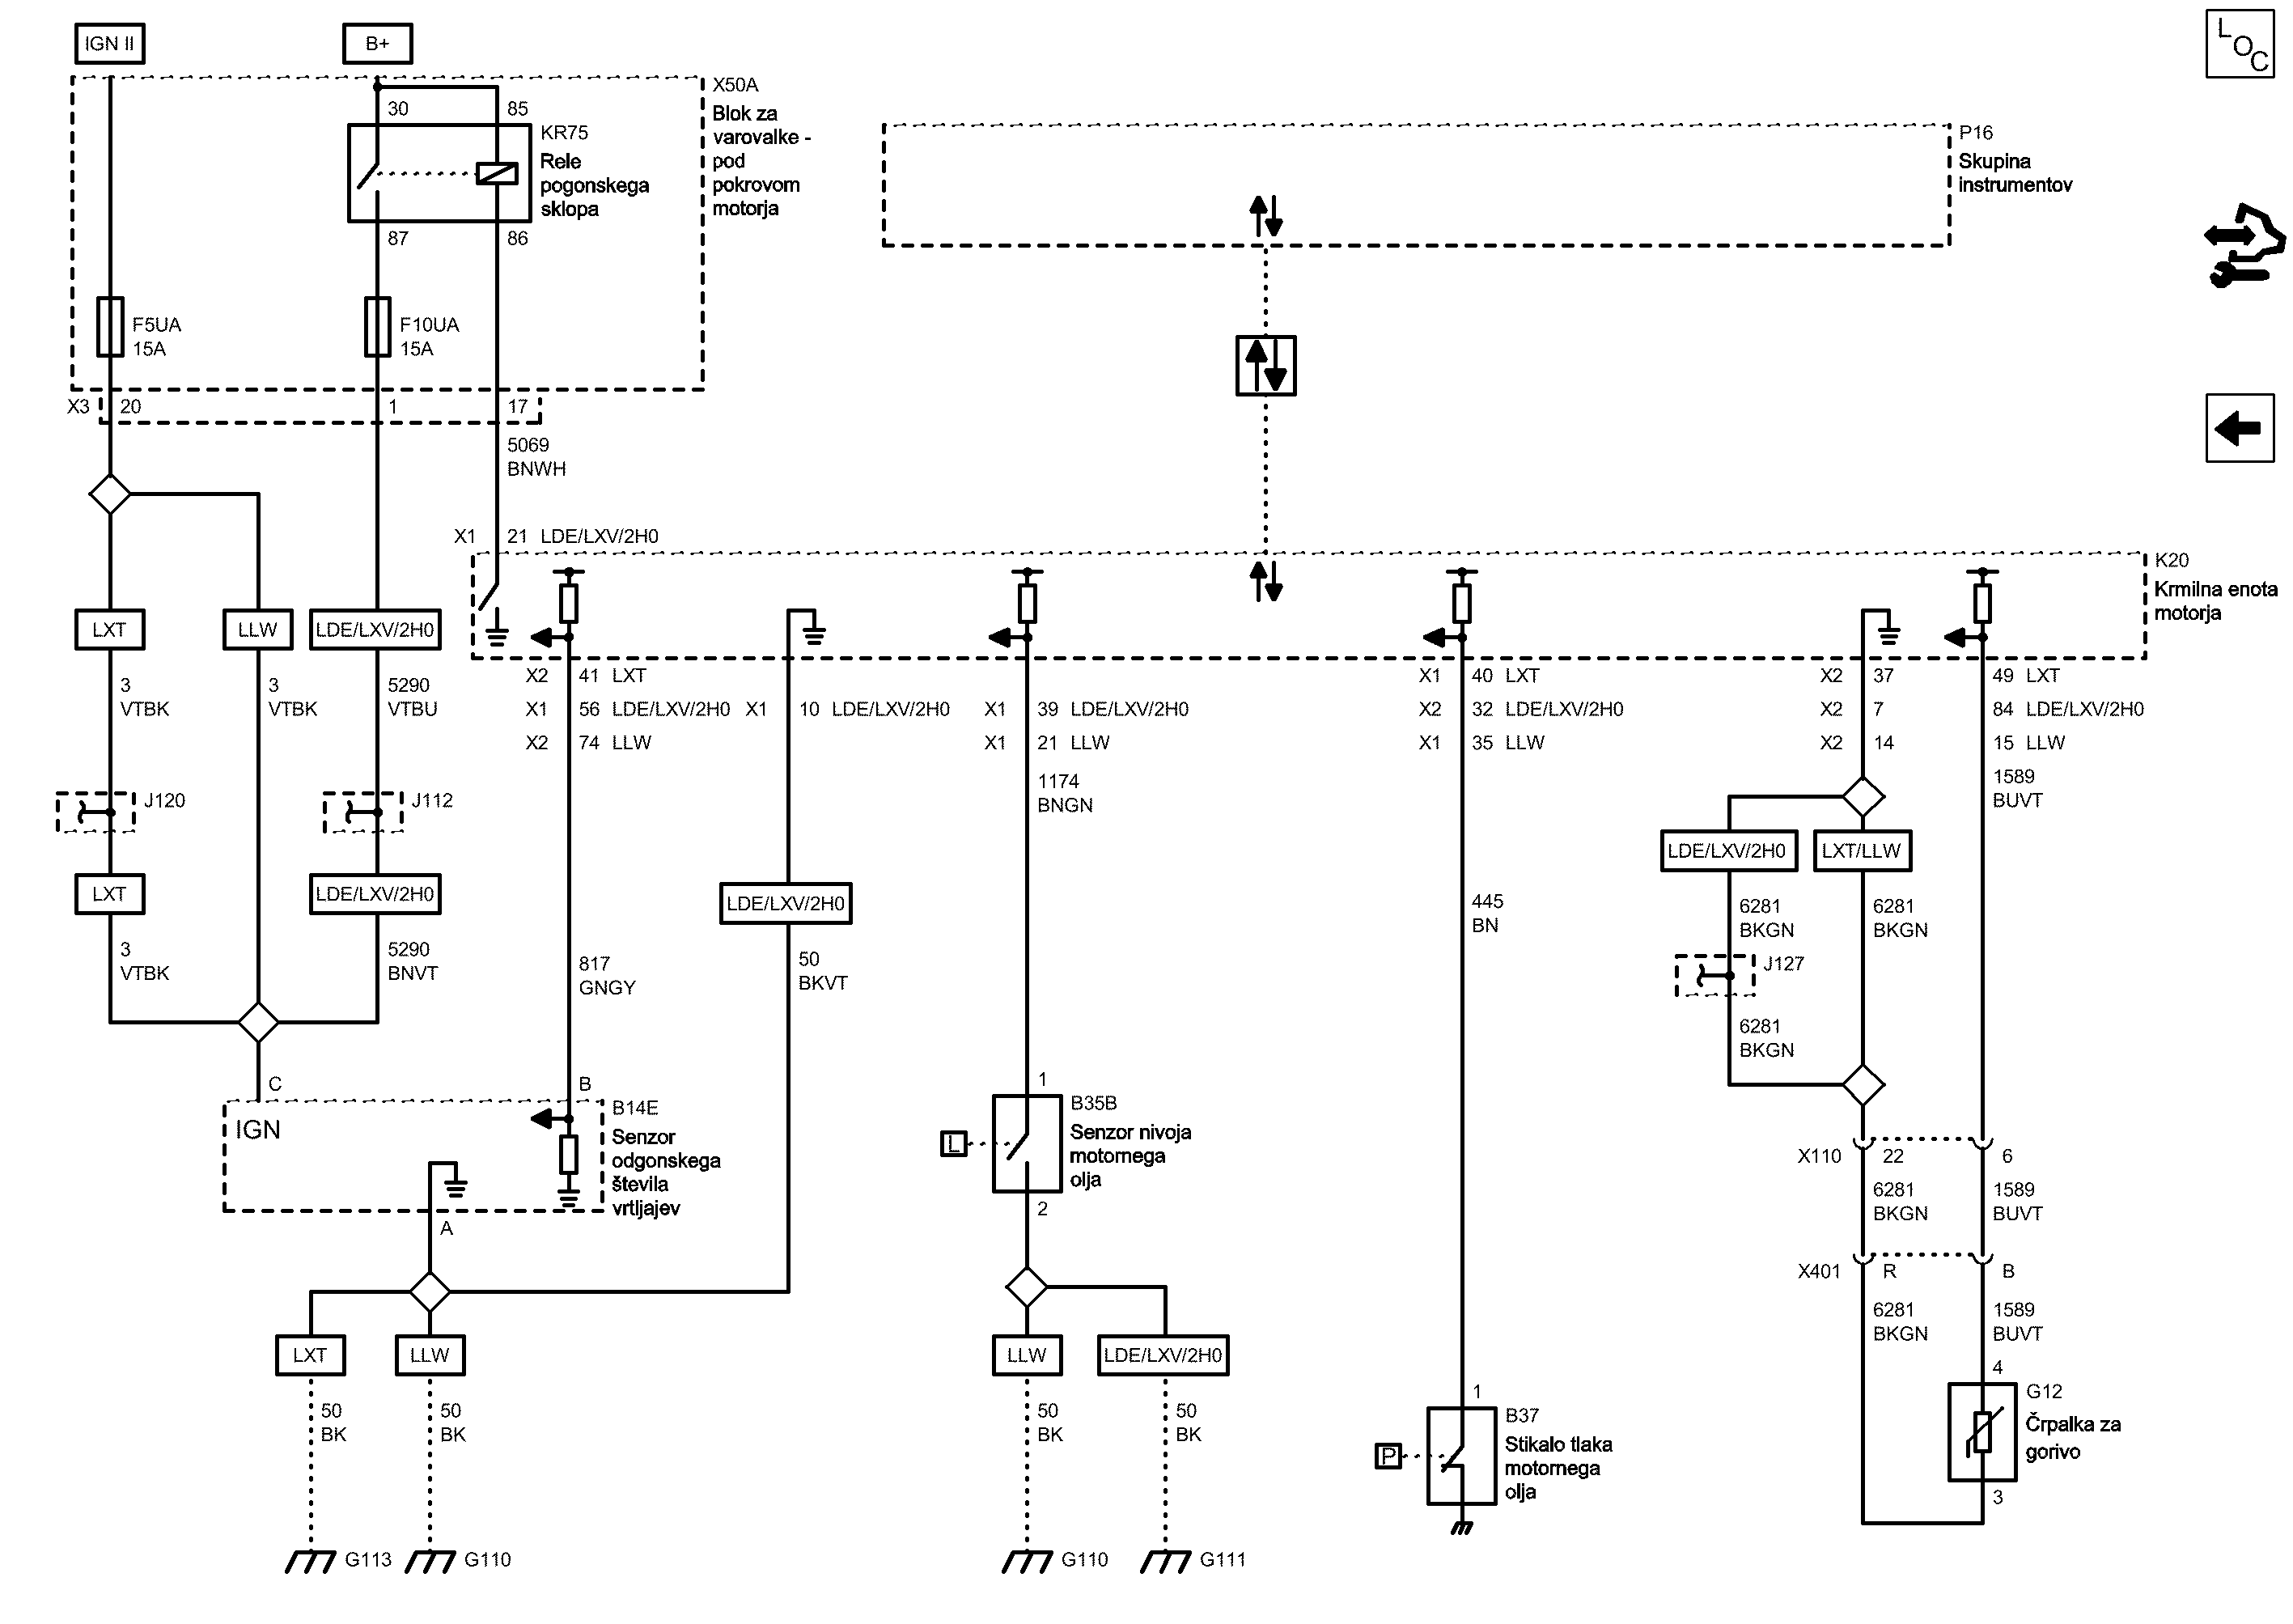 IGN II
B+
LOC
X50A
Blok za
varovalke -
pod
pokrovom
motorja
30
85
KR75
Rele
pogonskega
sklopa
87
86
F5UA
15A
F10UA
15A
X3
20
1
17
5069
BNWH
P16
Skupina
instrumentov
X1
21 LDE/LXV/2H0
K20
Krmilna enota
motorja
LXT
LLW
LDE/LXV/2H0
3
VTBK
3
VTBK
5290
VTBU
J120
J112
LXT
LDE/LXV/2H0
3
VTBK
5290
BNVT
X2 41 LXT
X1 56 LDE/LXV/2H0
X2 74 LLW
X1 10 LDE/LXV/2H0
X1 39 LDE/LXV/2H0
X1 21 LLW
X1 40 LXT
X2 32 LDE/LXV/2H0
X1 35 LLW
X2 37
X2 7
X2 14
49 LXT
84 LDE/LXV/2H0
15 LLW
1174
BNGN
1589
BUVT
LDE/LXV/2H0
LXT/LLW
LDE/LXV/2H0
817
GNGY
50
BKVT
445
BN
6281
BKGN
6281
BKGN
J127
6281
BKGN
C
B
IGN
B14E
Senzor
odgonskega
števila
vrtljajev
A
1
L
B35B
Senzor nivoja
motornega
olja
2
X110
22
6
6281
BKGN
1589
BUVT
X401
R
B
6281
BKGN
1589
BUVT
LXT
LLW
LLW
LDE/LXV/2H0
50
BK
50
BK
50
BK
50
BK
1
P
B37
Stikalo tlaka
motornega
olja
4
G12
Črpalka za
gorivo
3
G113
G110
G110
G111